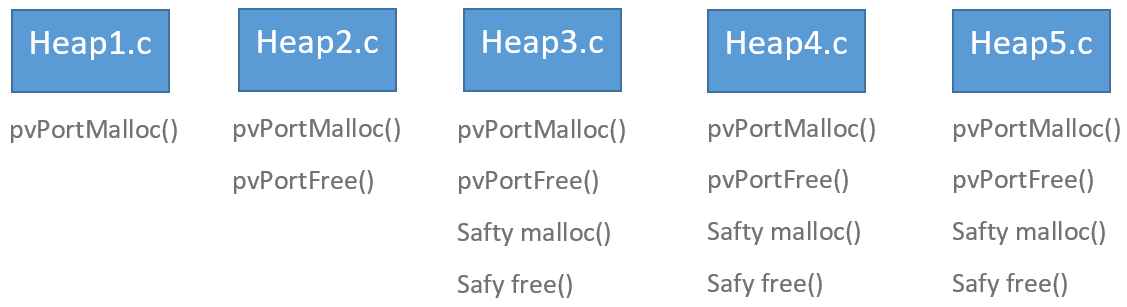 Heap1.c
pvPortMalloc()
Heap2.c
pvPortMalloc()
pvPortFree()
Heap3.c
pvPortMalloc()
pvPortFree()
Safty malloc()
Safy free()
Heap4.c
pvPortMalloc()
pvPortFree()
Safty malloc()
Safy free()
Heap5.c
pvPortMalloc()
pvPortFree()
Safty malloc()
Safy free()